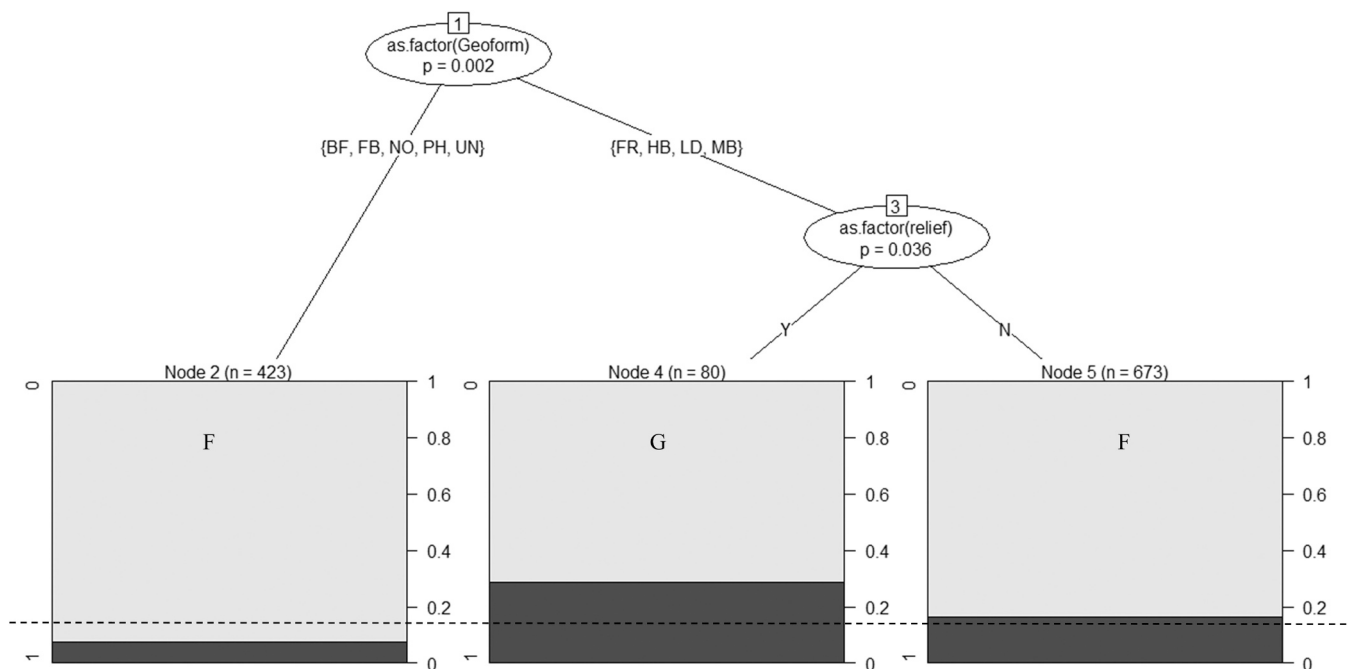 1
as.factor(Geoform)
p = 0.002
{BF, FB, NO, PH, UN}
{FR, HB, LD, MB}
3
as.factor(relief)
p = 0.036
Y
N
Node 2 (n = 423)
0
1
F
1
0.8
0.6
0.4
0.2
0
Node 4 (n = 80)
0
1
G
1
0.8
0.6
0.4
0.2
0
Node 5 (n = 673)
0
1
F
1
0.8
0.6
0.4
0.2
0